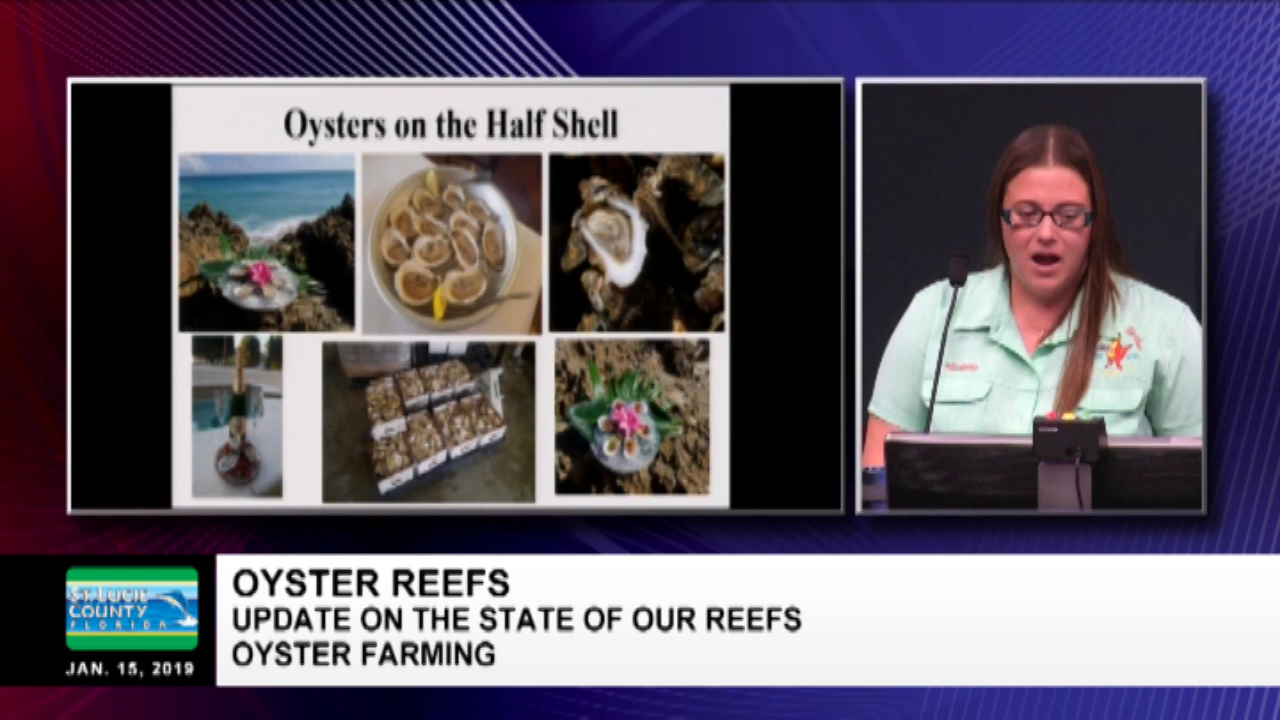 Oysters on the Half Shell
ST. LUCIE
COUNTY
FLORIDA
JAN. 15, 2019
OYSTER REEFS
UPDATE ON THE STATE OF OUR REEFS
OYSTER FARMING